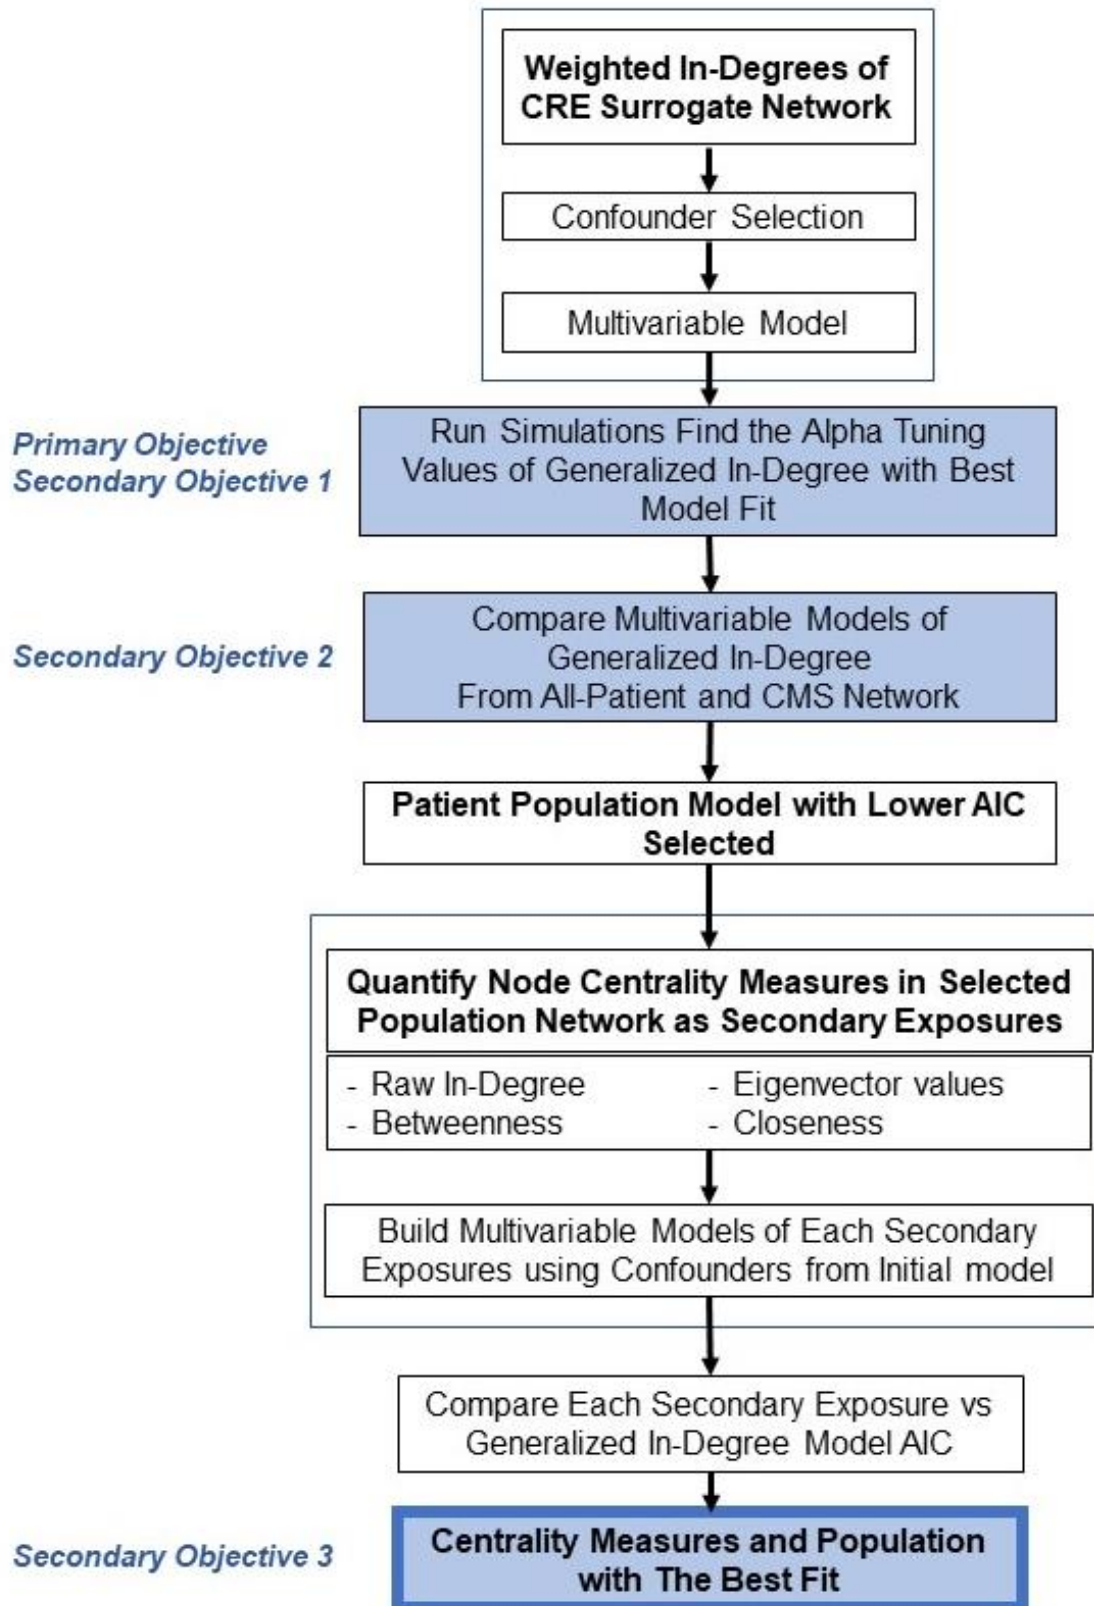 Weighted In-Degrees of
CRE Surrogate Network
Confounder Selection
Multivariable Model
Primary Objective
Secondary Objective 1
Run Simulations Find the Alpha Tuning
Values of Generalized In-Degree with Best
Model Fit
Secondary Objective 2
Compare Multivariable Models of
Generalized In-Degree
From All-Patient and CMS Network
Patient Population Model with Lower AIC
Selected
Quantify Node Centrality Measures in Selected
Population Network as Secondary Exposures
- Raw In-Degree - Eigenvector values
- Betweenness - Closeness
Build Multivariable Models of Each Secondary
Exposures using Confounders from Initial model
Compare Each Secondary Exposure vs
Generalized In-Degree Model AIC
Secondary Objective 3
Centrality Measures and Population
with The Best Fit